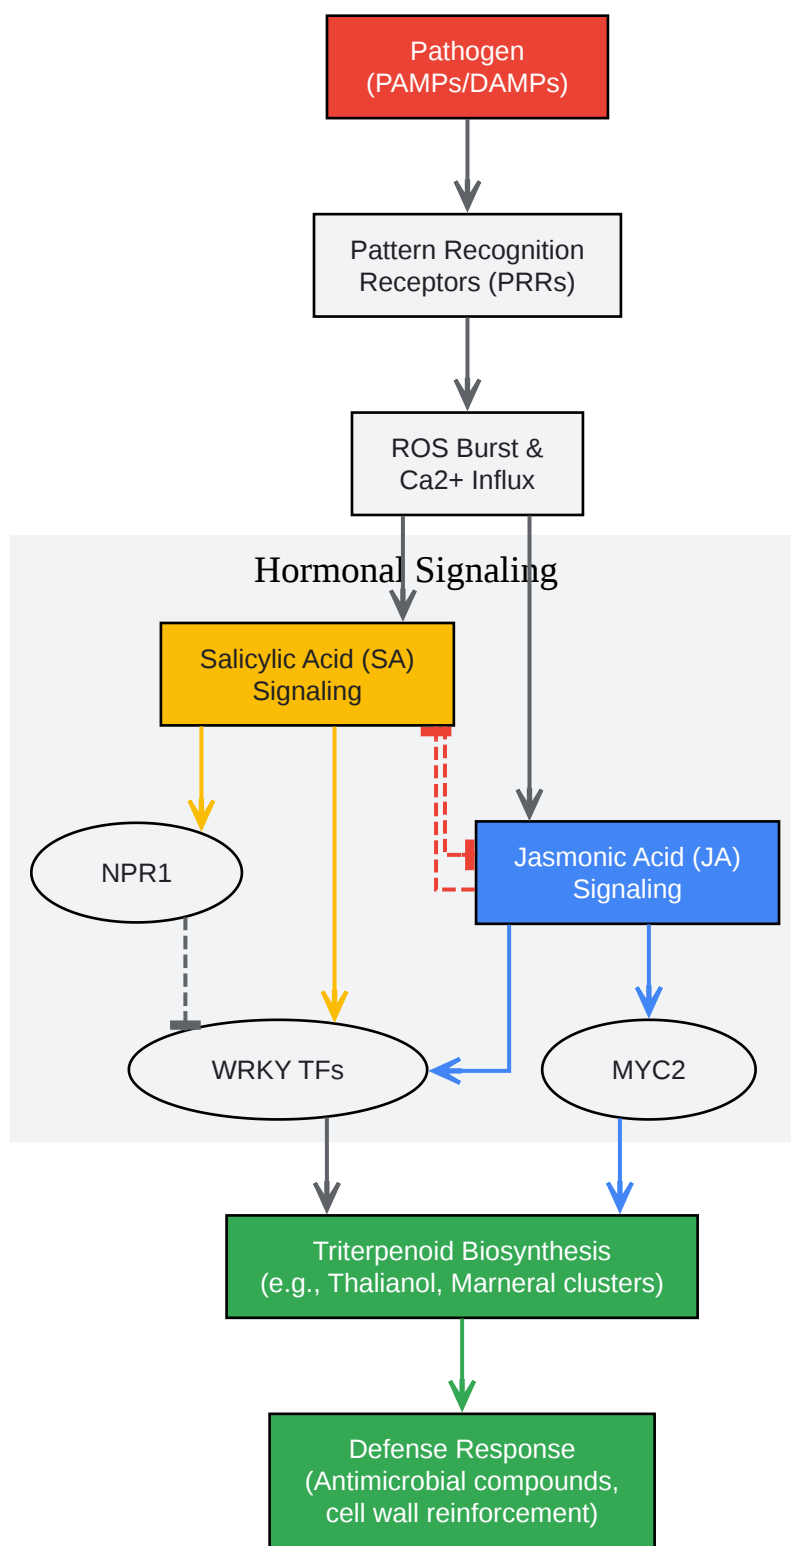 Pathogen
(PAMPs/DAMPs)
Pattern Recognition
Receptors (PRRs)
ROS Burst &
Ca2+ Influx
Hormonal Signaling
Salicylic Acid (SA)
Signaling
NPR1
Jasmonic Acid (JA)
Signaling
WRKY TFs
MYC2
Triterpenoid Biosynthesis
(e.g., Thalianol, Marneral clusters)
Defense Response
(Antimicrobial compounds,
cell wall reinforcement)